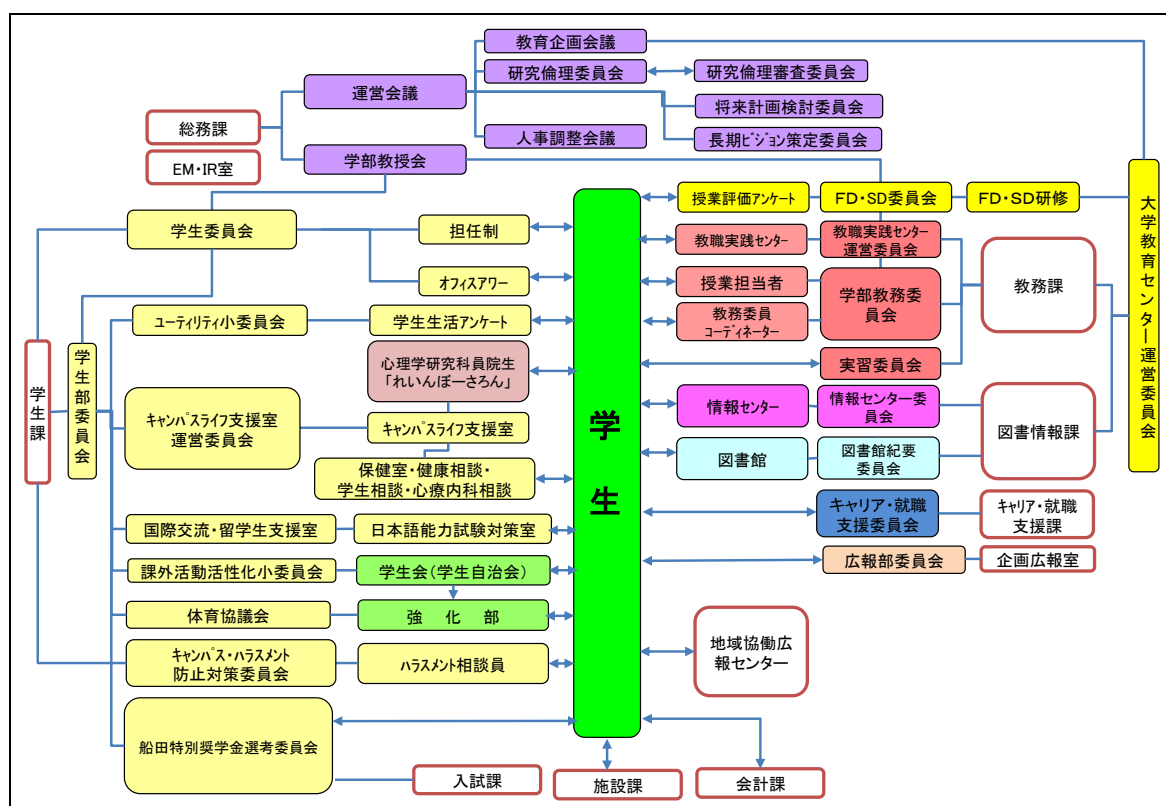 教育企画会議
研究倫理委員会
研究倫理審査委員会
運営会議
将来計画検討委員会
総務課
人事調整会議
長期ﾋﾞｼﾞｮﾝ策定委員会
EM・IR室
学部教授会
学生委員会
担任制
オフィスアワー
ユーティリティ小委員会
学生生活アンケート
心理学研究科員院生
「れいんぼーさろん」
学生課
学生部委員会
キャンパスライフ支援室
運営委員会
キャンパスライフ支援室
保健室・健康相談・
学生相談・心療内科相談
国際交流・留学生支援室
日本語能力試験対策室
課外活動活性化小委員会
学生会（学生自治会）
体育協議会
強　化　部
キャンパス・ハラスメント
防止対策委員会
ハラスメント相談員
船田特別奨学金選考委員会
入試課
学生
施設課
会計課
授業評価アンケート
FD・SD委員会
FD・SD研修
教職実践センター
教職実践センター
運営委員会
授業担当者
学部教務委
員会
教務委員
コーディネーター
実習委員会
教務課
情報センター
情報センター委
員会
図書館
図書館紀要
委員会
図書情報課
キャリア・就職
支援委員会
キャリア・就職
支援課
広報部委員会
企画広報室
地域協働広
報センター
大学教育センター運営委員会